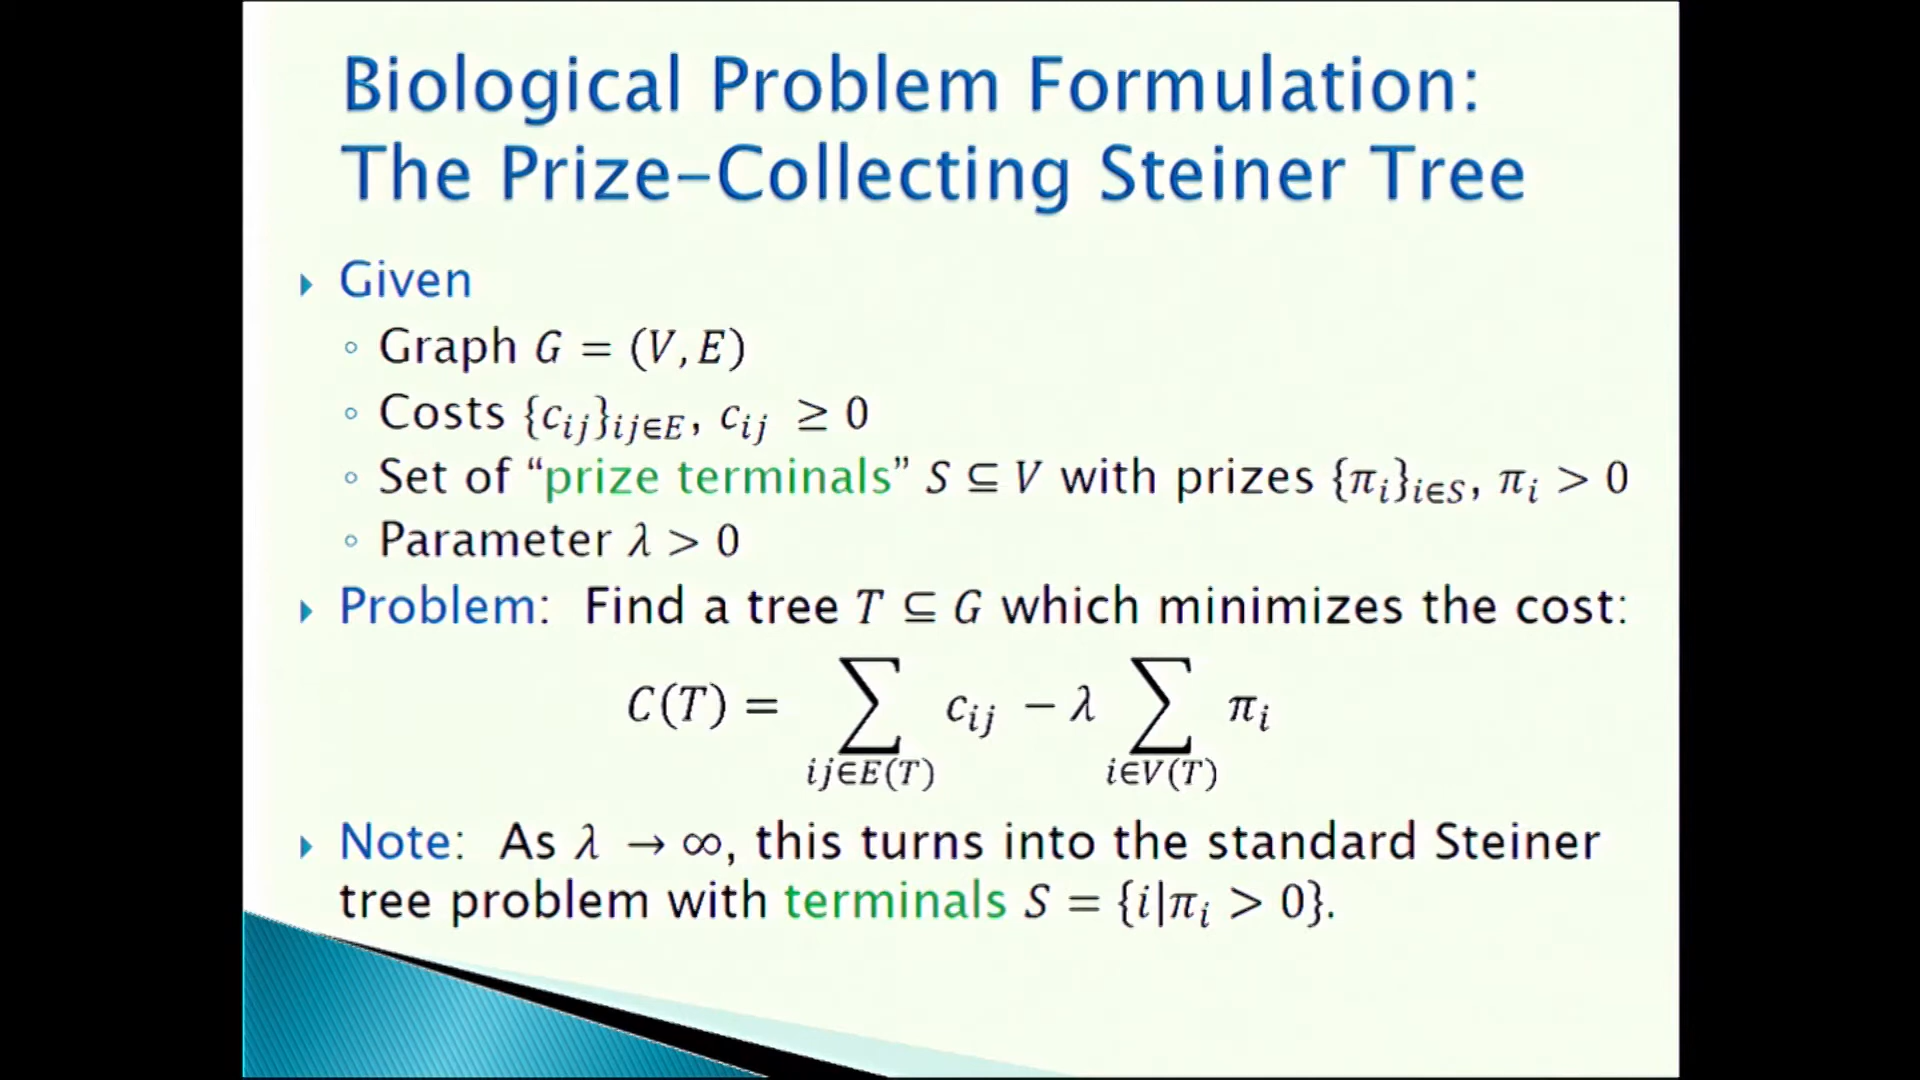 Biological Problem Formulation:
The Prize-Collecting Steiner Tree
Given
Graph G = (V, E)
Costs {c_ij}_ij∈E, c_ij ≥ 0
Set of “prize terminals” S ⊆ V with prizes {π_i}_i∈S, π_i > 0
Parameter λ > 0
Problem: Find a tree T ⊆ G which minimizes the cost:
C(T) = ∑_{ij∈E(T)} c_ij − λ ∑_{i∈V(T)} π_i
Note: As λ → ∞, this turns into the standard Steiner
tree problem with terminals S = {i|π_i > 0}.